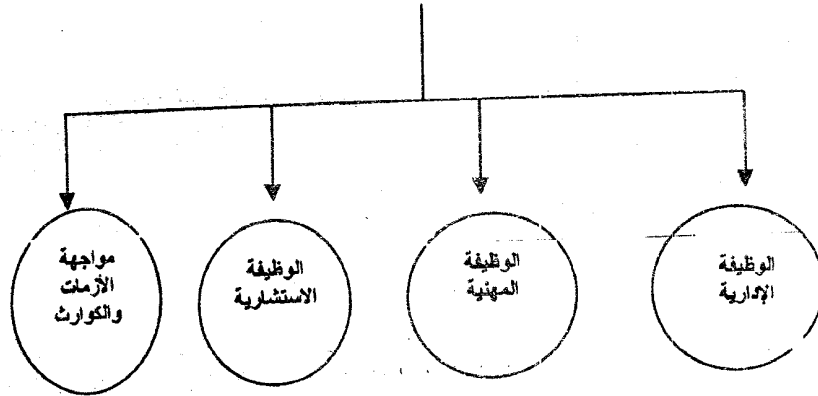 الوظيفة
الإدارية
الوظيفة
المهنية
الوظيفة
الاستشارية
مواجهة
الأزمات
والكوارث